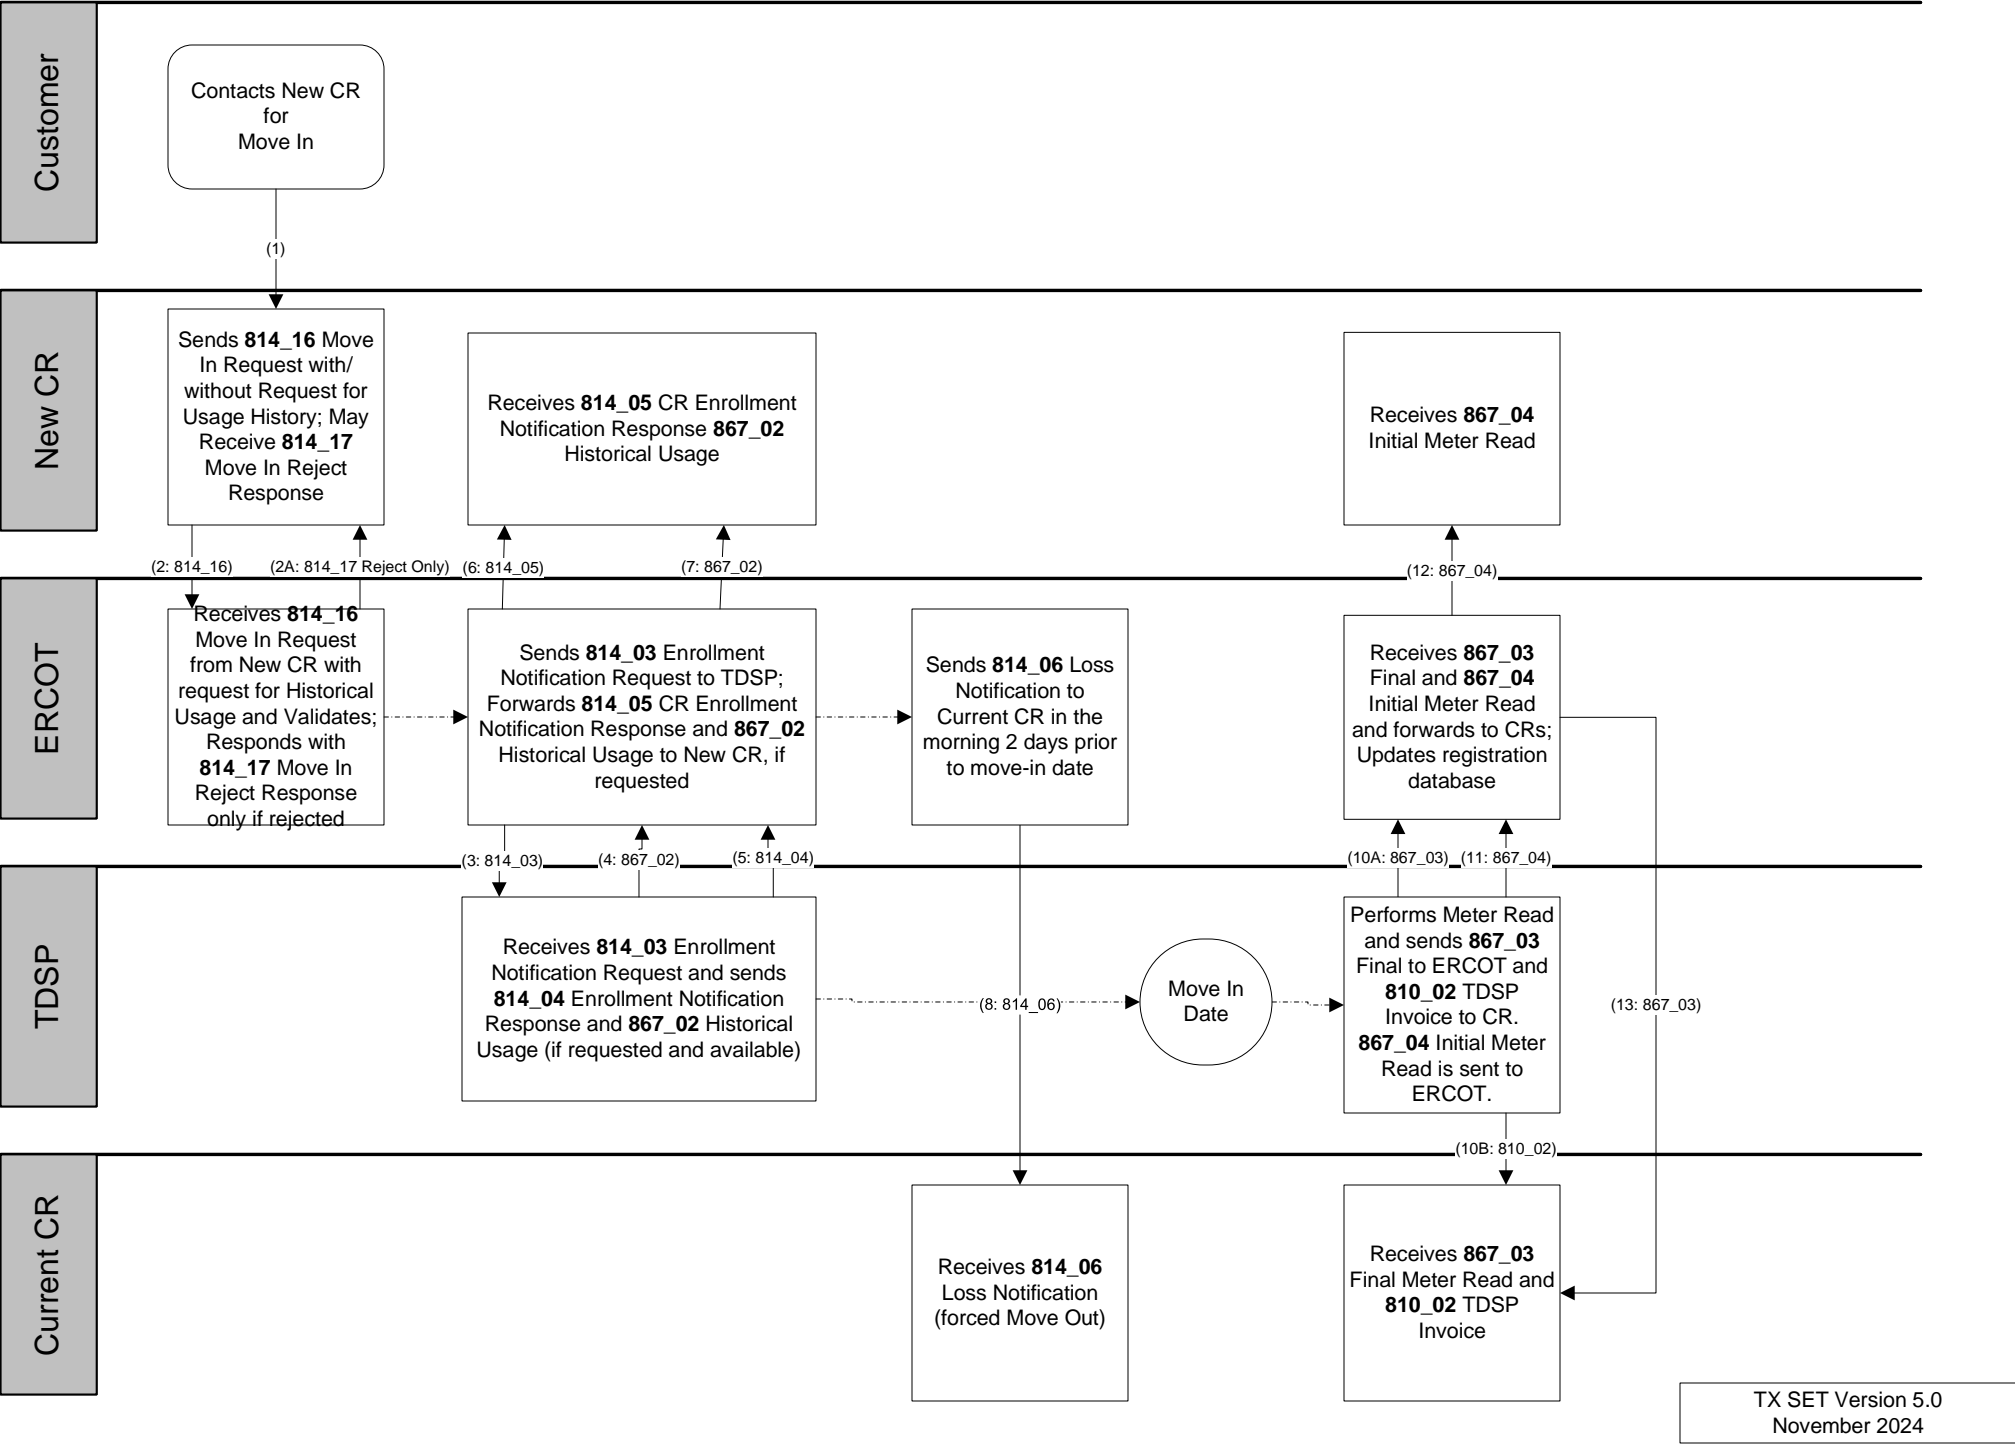 Customer
Contacts New CR
for
Move In
(1)
New CR
Sends 814_16 Move
In Request with/
without Request for
Usage History; May
Receive 814_17
Move In Reject
Response
Receives 814_05 CR Enrollment
Notification Response 867_02
Historical Usage
Receives 867_04
Initial Meter Read
(2: 814_16)
(2A: 814_17 Reject Only)
(6: 814_05)
(7: 867_02)
(12: 867_04)
ERCOT
Receives 814_16
Move In Request
from New CR with
request for Historical
Usage and Validates;
Responds with
814_17 Move In
Reject Response
only if rejected
Sends 814_03 Enrollment
Notification Request to TDSP;
Forwards 814_05 CR Enrollment
Notification Response and 867_02
Historical Usage to New CR, if
requested
Sends 814_06 Loss
Notification to
Current CR in the
morning 2 days prior
to move-in date
Receives 867_03
Final and 867_04
Initial Meter Read
and forwards to CRs;
Updates registration
database
(3: 814_03)
(4: 867_02)
(5: 814_04)
(10A: 867_03)
(11: 867_04)
TDSP
Receives 814_03 Enrollment
Notification Request and sends
814_04 Enrollment Notification
Response and 867_02 Historical
Usage (if requested and available)
(8: 814_06)
Move In
Date
Performs Meter Read
and sends 867_03
Final to ERCOT and
810_02 TDSP
Invoice to CR.
867_04 Initial Meter
Read is sent to
ERCOT.
(13: 867_03)
(10B: 810_02)
Current CR
Receives 814_06
Loss Notification
(forced Move Out)
Receives 867_03
Final Meter Read and
810_02 TDSP
Invoice
TX SET Version 5.0
November 2024